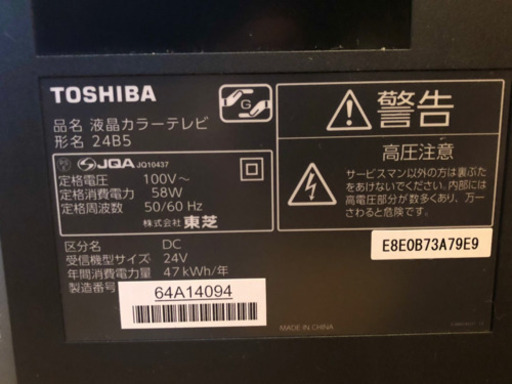 TOSHIBA
G
品名 液晶カラーテレビ
形名 24B5
JQA JQ10437
定格電圧 100V～
定格消費電力 58W
定格周波数 50/60 Hz
株式会社 東芝
区分名 DC
受信機型サイズ 24V
年間消費電力量 47 kWh/年
製造番号
64A14094
警告
高圧注意
サービスマン以外の方は裏ぶた
をあけないでください。内部には
高電圧部分が数多くあり、万一
さわると危険です。
E8E0B73A79E9
MADE IN CHINA